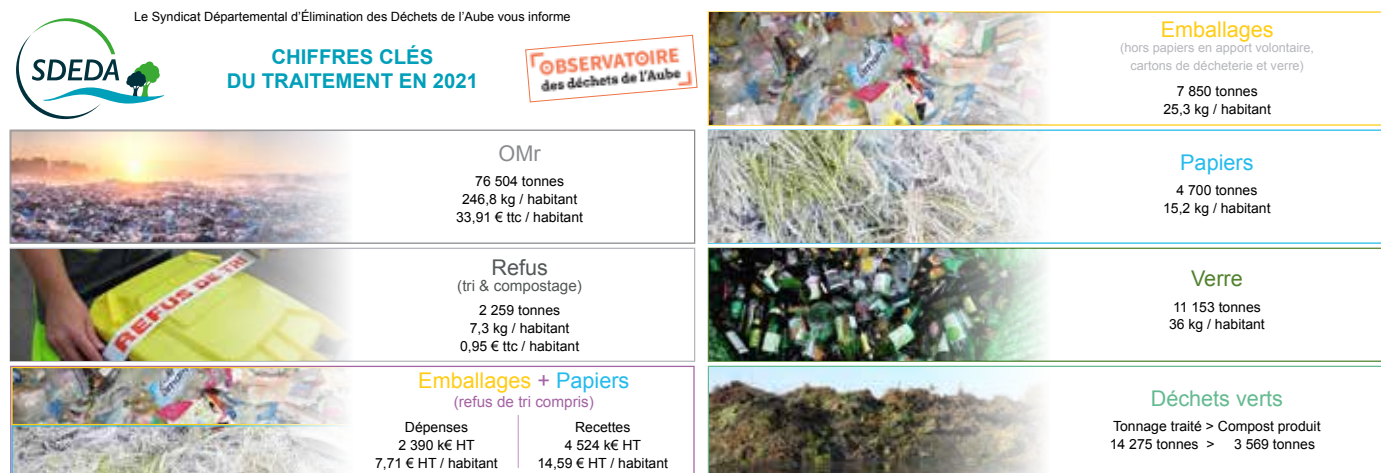 Le Syndicat Départemental d'Élimination des Déchets de l'Aube vous informe
SDEDA
CHIFFRES CLÉS
DU TRAITEMENT EN 2021
OBSERVATOIRE
des déchets de l'Aube
OMr
76 504 tonnes
246,8 kg / habitant
33,91 € ttc / habitant
REFUS DE TRI
Refus
(tri & compostage)
2 259 tonnes
7,3 kg / habitant
0,95 € ttc / habitant
Emballages + Papiers
(refus de tri compris)
Dépenses
2 390 k€ HT
7,71 € HT / habitant
Recettes
4 524 k€ HT
14,59 € HT / habitant
Emballages
(hors papiers en apport volontaire,
cartons de décheterie et verre)
7 850 tonnes
25,3 kg / habitant
Papiers
4 700 tonnes
15,2 kg / habitant
Verre
11 153 tonnes
36 kg / habitant
Déchets verts
Tonnage traité > Compost produit
14 275 tonnes > 3 569 tonnes